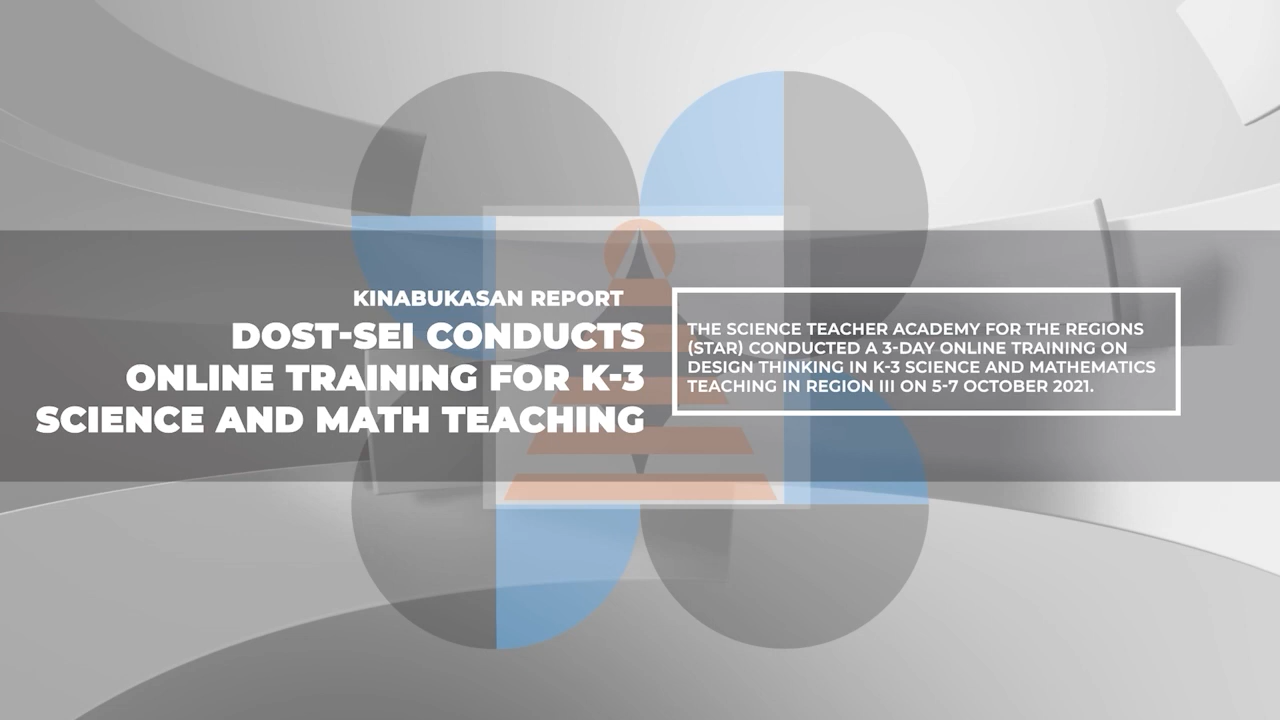 KINABUKASAN REPORT
DOST-SEI CONDUCTS
ONLINE TRAINING FOR K-3
SCIENCE AND MATH TEACHING
THE SCIENCE TEACHER ACADEMY FOR THE REGIONS
(STAR) CONDUCTED A 3-DAY ONLINE TRAINING ON
DESIGN THINKING IN K-3 SCIENCE AND MATHEMATICS
TEACHING IN REGION III ON 5-7 OCTOBER 2021.